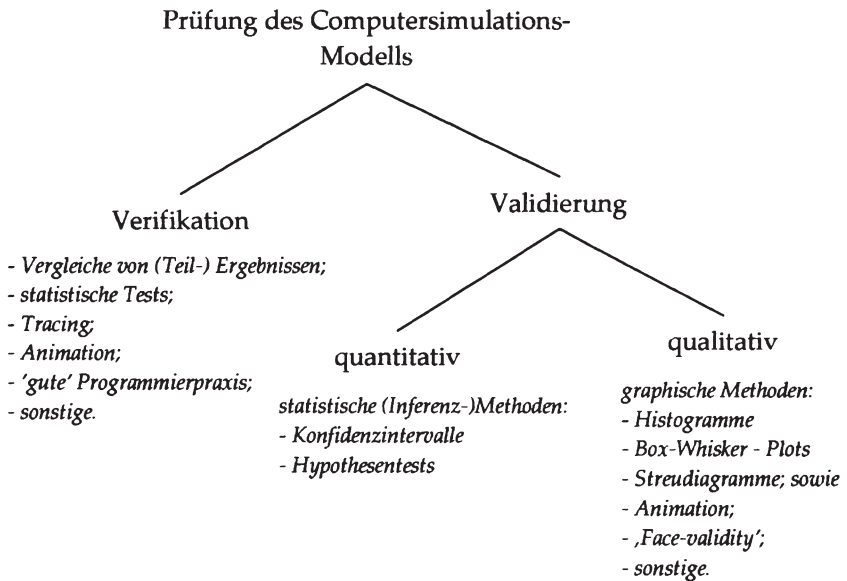 Prüfung des Computersimulations-
Modells
Verifikation
- Vergleiche von (Teil-) Ergebnissen;
- statistische Tests;
- Tracing;
- Animation;
- ’gute’ Programmierpraxis;
- sonstige.
Validierung
quantitativ
statistische (Inferenz-)Methoden:
- Konfidenzintervalle
- Hypothesentests
qualitativ
graphische Methoden:
- Histogramme
- Box-Whisker - Plots
- Streudiagramme; sowie
- Animation;
- ‚Face-validity’;
- sonstige.